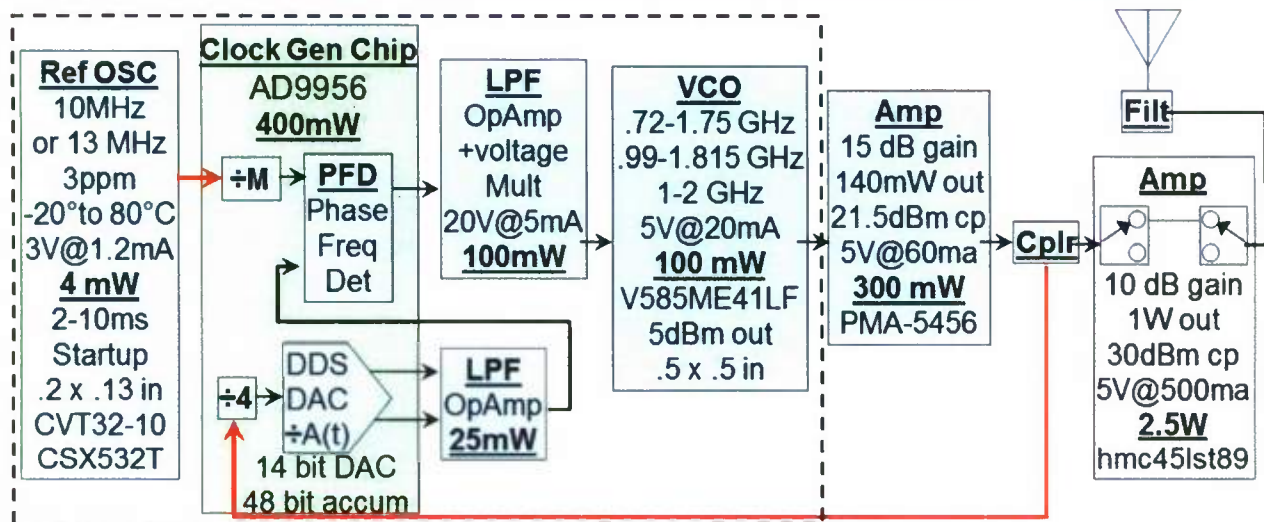 Ref OSC
10MHz
or 13 MHz
3ppm
-20°to 80°C
3V@1.2mA
4 mW
2-10ms
Startup
.2 x .13 in
CVT32-10
CSX532T
Clock Gen Chip
AD9956
400mW
÷M
PFD
Phase
Freq
Det
÷4
DDS
DAC
÷A(t)
14 bit DAC
48 bit accum
LPF
OpAmp
+voltage
Mult
20V@5mA
100mW
LPF
OpAmp
25mW
VCO
.72-1.75 GHz
.99-1.815 GHz
1-2 GHz
5V@20mA
100 mW
V585ME41LF
5dBm out
.5 x .5 in
Amp
15 dB gain
140mW out
21.5dBm cp
5V@60ma
300 mW
PMA-5456
Cplr
Filt
Amp
10 dB gain
1W out
30dBm cp
5V@500ma
2.5W
hmc45lst89